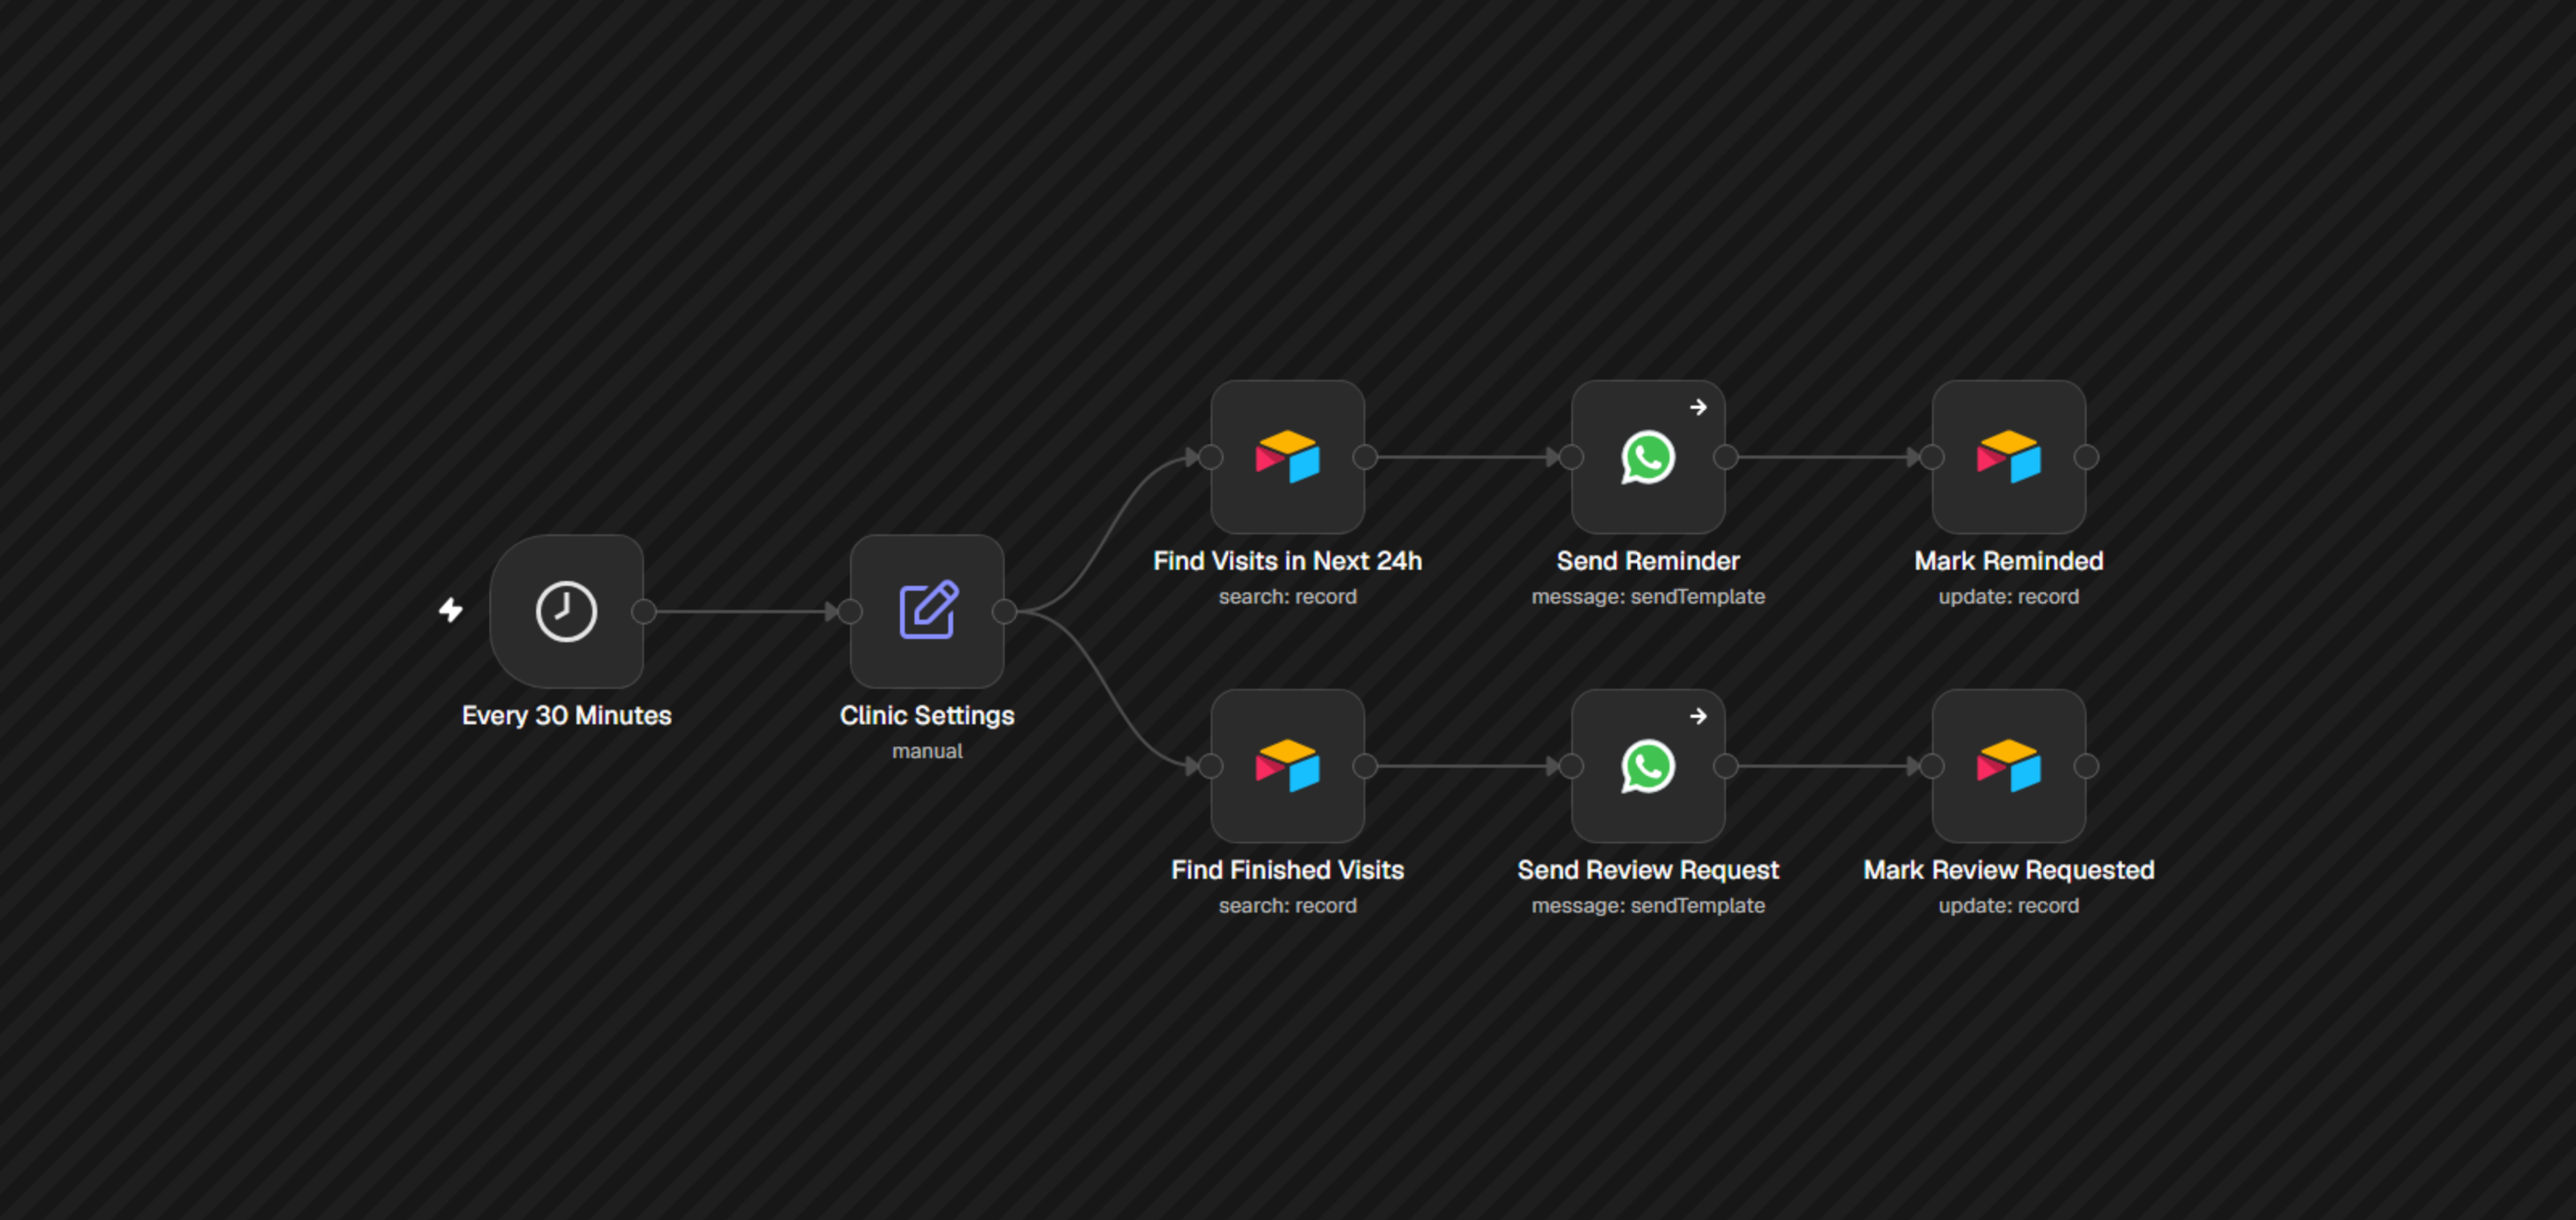 Every 30 Minutes
Clinic Settings
manual
Find Visits in Next 24h
search: record
Send Reminder
message: sendTemplate
Mark Reminded
update: record
Find Finished Visits
search: record
Send Review Request
message: sendTemplate
Mark Review Requested
update: record